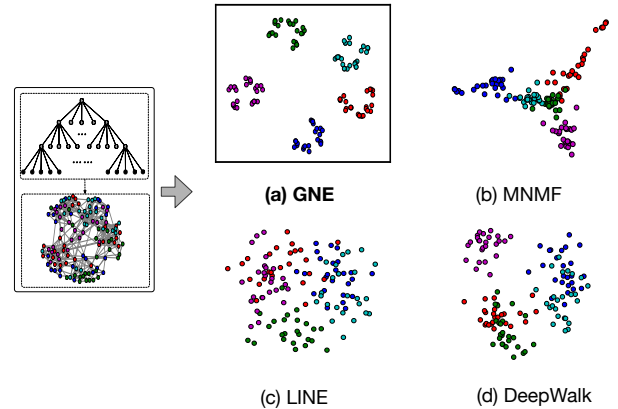 ...
... ...
(a) GNE
(b) MNMF
(c) LINE
(d) DeepWalk